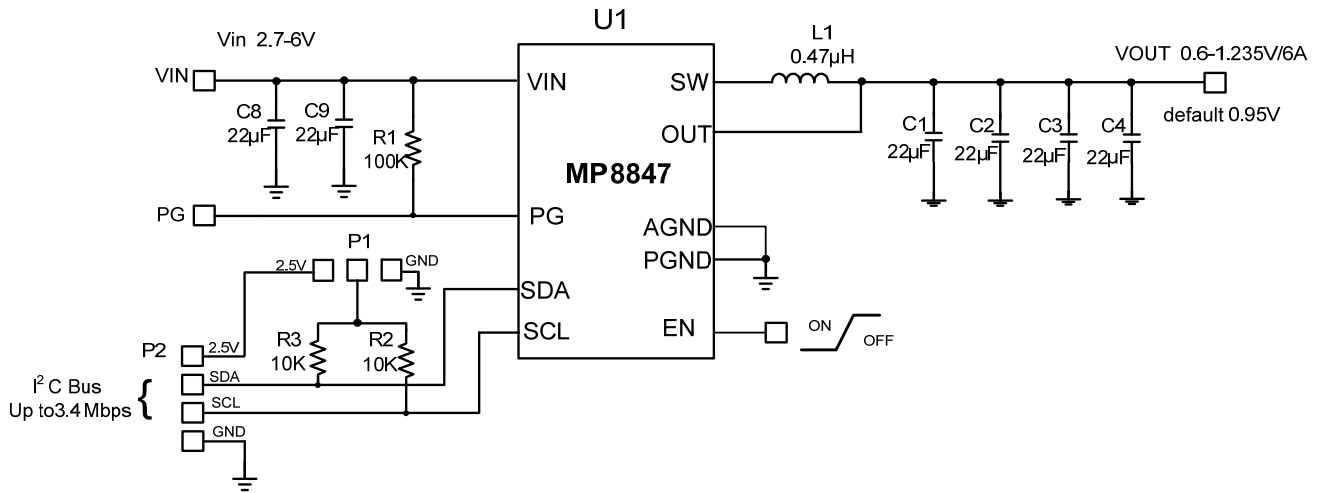 U1
Vin 2.7-6V
L1
0.47µH
VOUT 0.6-1.235V/6A
VIN
VIN
SW
C8
22µF
C9
22µF
R1
100K
OUT
default 0.95V
C1
22µF
C2
22µF
C3
22µF
C4
22µF
MP8847
PG
PG
AGND
PGND
P1
2.5V
GND
SDA
SCL
EN
ON
OFF
R3
10K
R2
10K
P2
2.5V
I² C Bus
Up to3.4 Mbps
{
SDA
SCL
GND